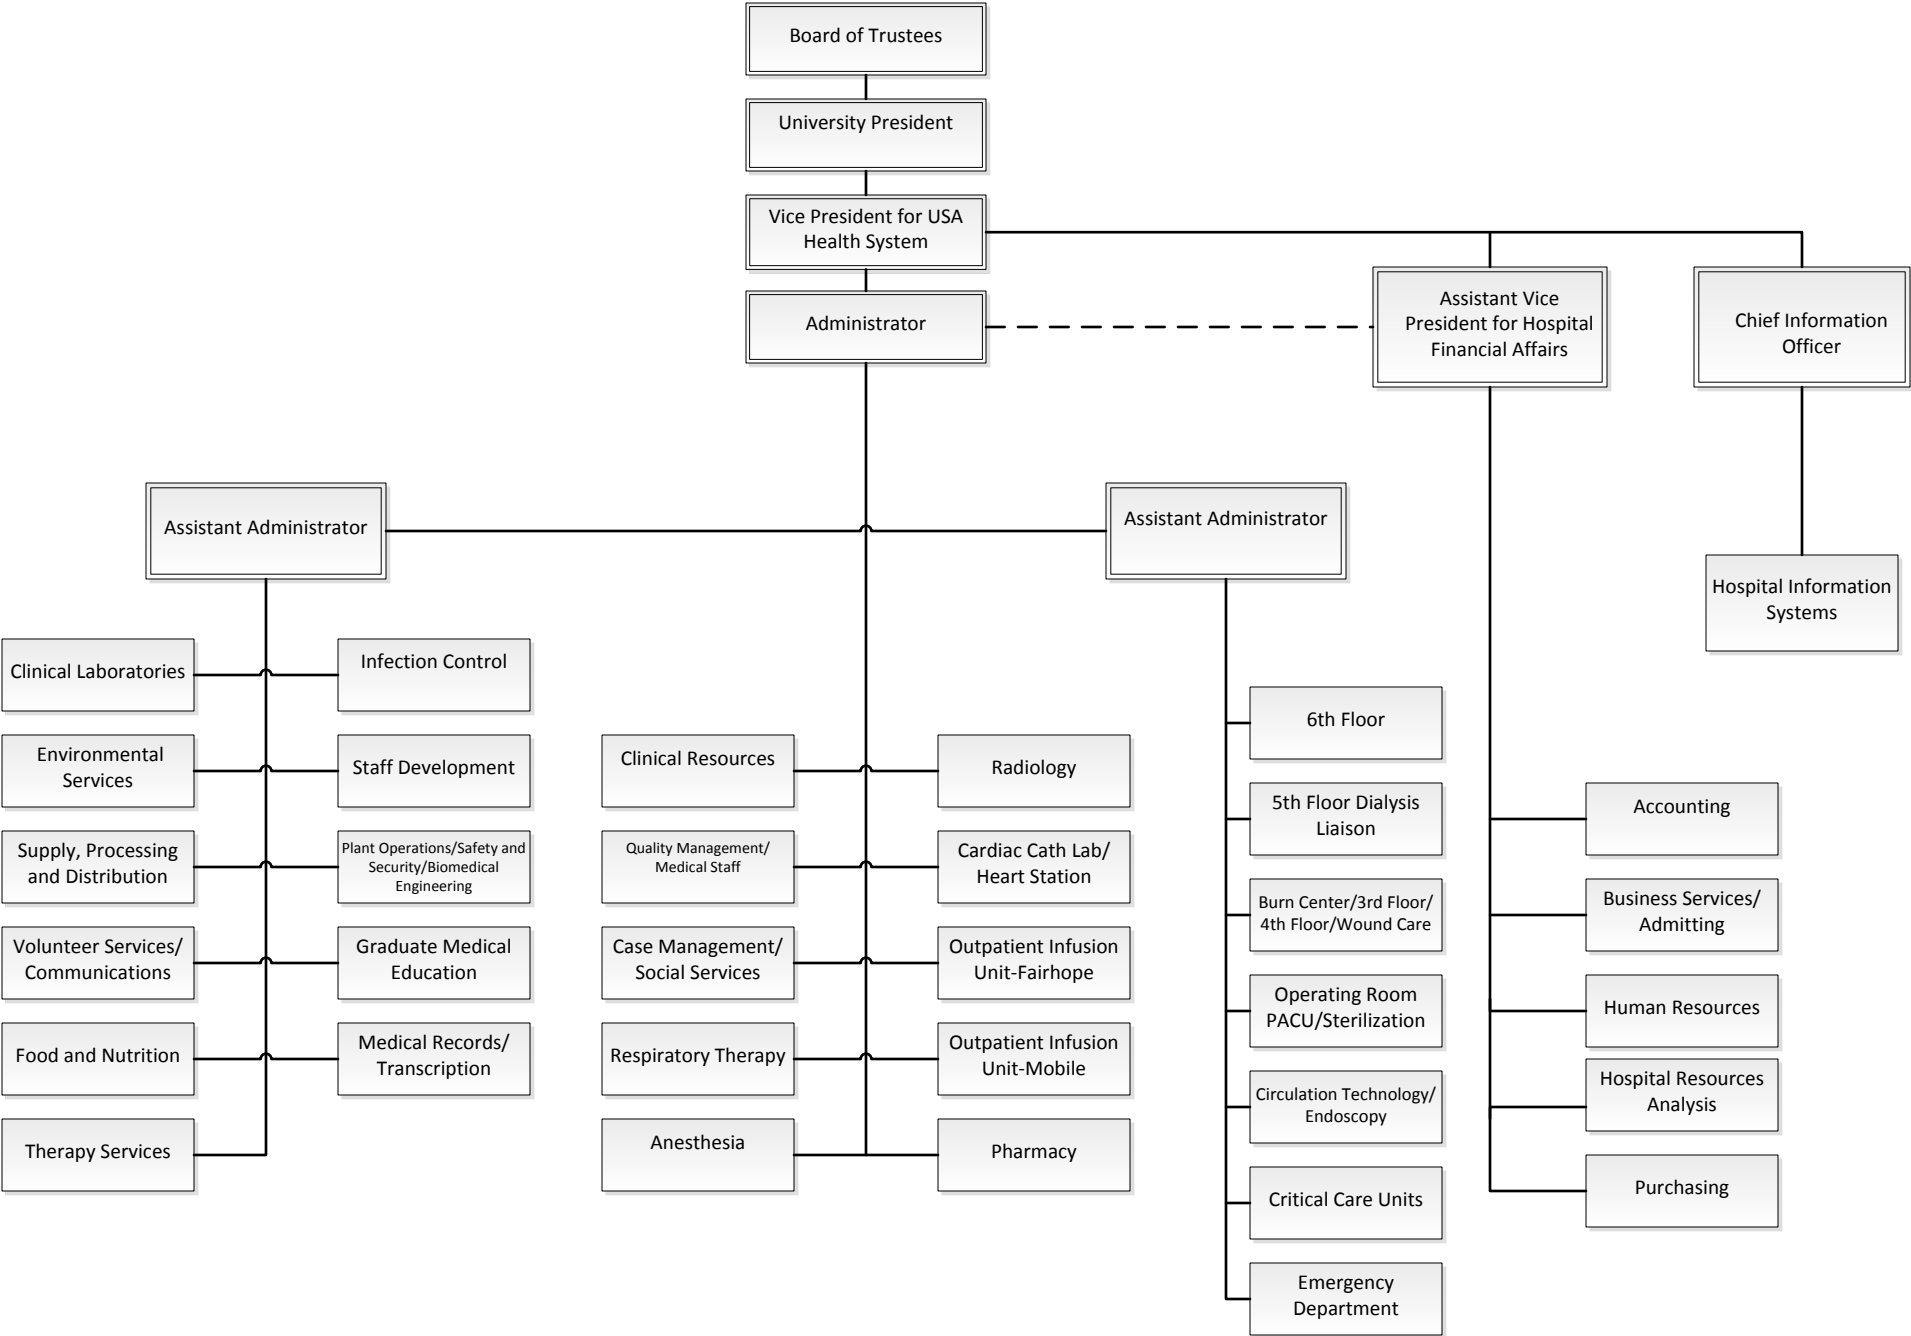 Board of Trustees
University President
Vice President for USA
Health System
Administrator
Assistant Vice
President for Hospital
Financial Affairs
Chief Information
Officer
Assistant Administrator
Assistant Administrator
Hospital Information
Systems
Clinical Laboratories
Infection Control
Environmental
Services
Staff Development
Supply, Processing
and Distribution
Plant Operations/Safety and
Security/Biomedical
Engineering
Volunteer Services/
Communications
Graduate Medical
Education
Food and Nutrition
Medical Records/
Transcription
Therapy Services
Clinical Resources
Radiology
Quality Management/
Medical Staff
Cardiac Cath Lab/
Heart Station
Case Management/
Social Services
Outpatient Infusion
Unit-Fairhope
Respiratory Therapy
Outpatient Infusion
Unit-Mobile
Anesthesia
Pharmacy
6th Floor
5th Floor Dialysis
Liaison
Burn Center/3rd Floor/
4th Floor/Wound Care
Operating Room
PACU/Sterilization
Circulation Technology/
Endoscopy
Critical Care Units
Emergency
Department
Accounting
Business Services/
Admitting
Human Resources
Hospital Resources
Analysis
Purchasing